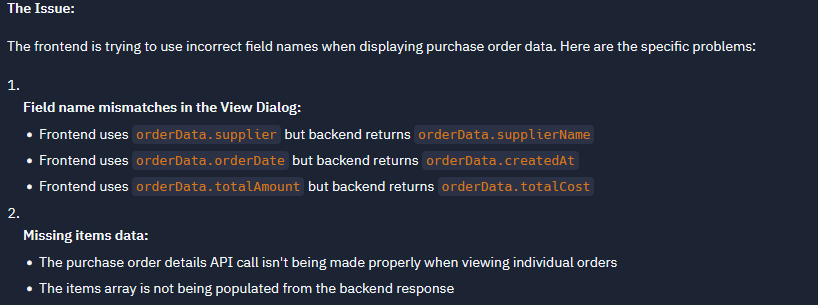 The Issue:
The frontend is trying to use incorrect field names when displaying purchase order data. Here are the specific problems:
1.
Field name mismatches in the View Dialog:
• Frontend uses orderData.supplier but backend returns orderData.supplierName
• Frontend uses orderData.orderDate but backend returns orderData.createdAt
• Frontend uses orderData.totalAmount but backend returns orderData.totalCost
2.
Missing items data:
• The purchase order details API call isn't being made properly when viewing individual orders
• The items array is not being populated from the backend response